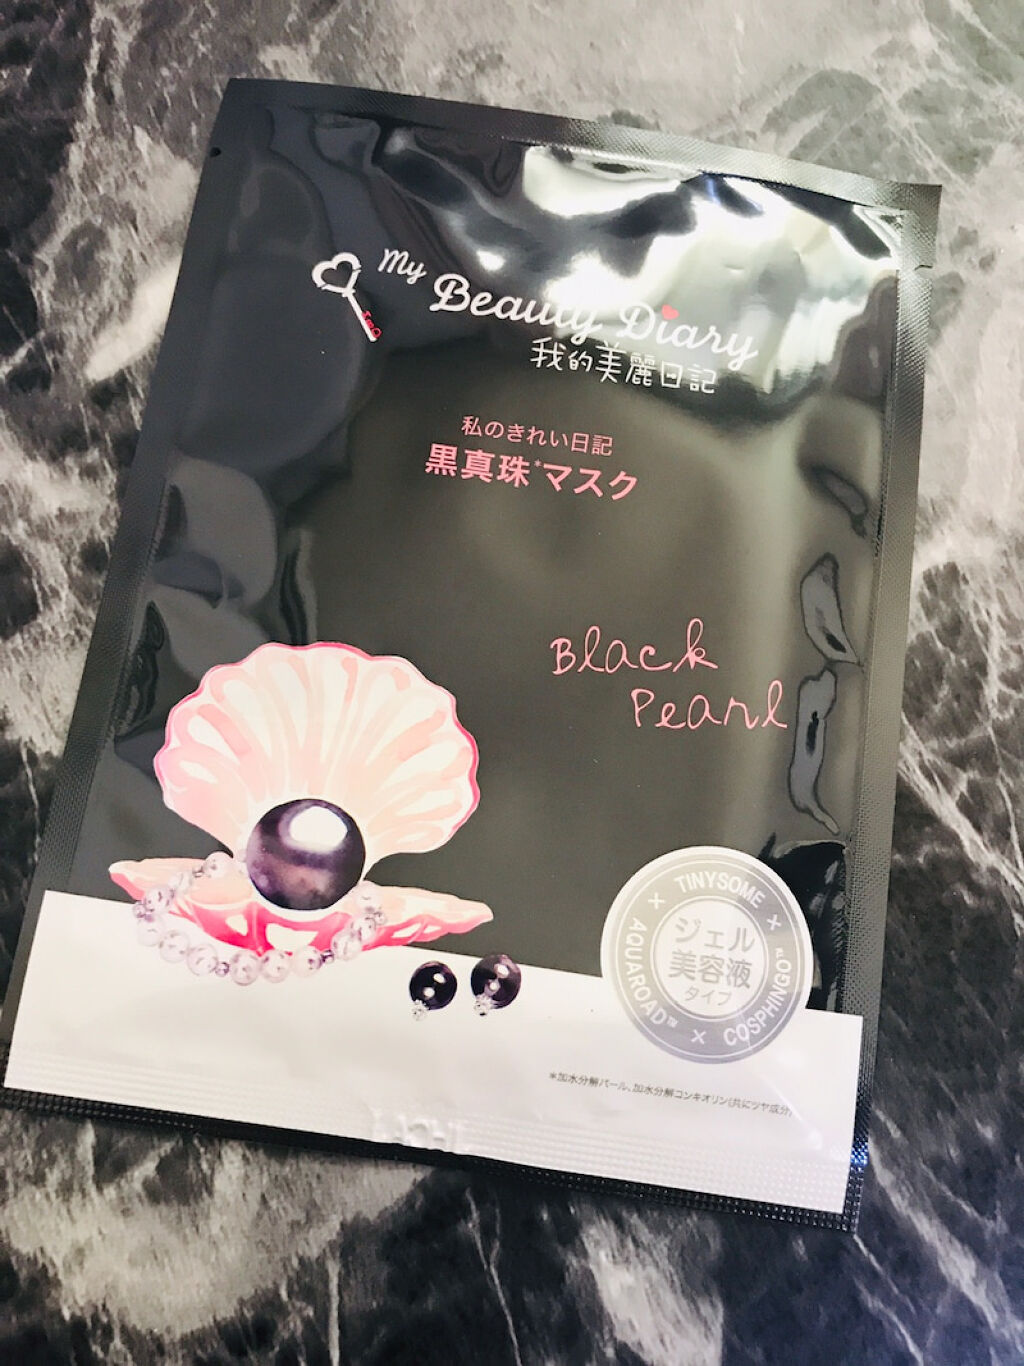 My
Beauty Diary
我的美麗日記
私のきれい日記
黒真珠*マスク
Black
Pearl
TINYSOME
×
COSPHINGO
×
AQUAROAD™
×
ジェル
美容液
タイプ
*加水分解パール、加水分解コンキオリン(共にツヤ成分)